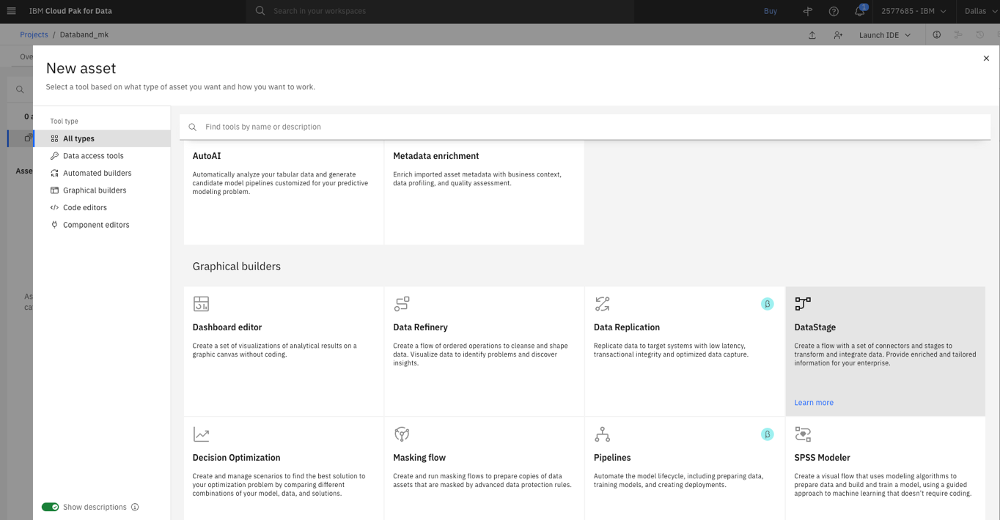 IBM Cloud Pak for Data
Search in your workspaces
Buy
1
2577685 - IBM
Dallas
Projects / Databand_mk
Launch IDE
Ove
New asset
Select a tool based on what type of asset you want and how you want to work.
0 a
Asse
As
ca
Tool type
All types
Data access tools
Automated builders
Graphical builders
Code editors
Component editors
Show descriptions
Find tools by name or description
AutoAI
Automatically analyze your tabular data and generate
candidate model pipelines customized for your predictive
modeling problem.
Metadata enrichment
Enrich imported asset metadata with business context,
data profiling, and quality assessment.
Graphical builders
Dashboard editor
Create a set of visualizations of analytical results on a
graphic canvas without coding.
Data Refinery
Create a flow of ordered operations to cleanse and shape
data. Visualize data to identify problems and discover
insights.
β
Data Replication
Replicate data to target systems with low latency,
transactional integrity and optimized data capture.
DataStage
Create a flow with a set of connectors and stages to
transform and integrate data. Provide enriched and tailored
information for your enterprise.
Learn more
Decision Optimization
Create and manage scenarios to find the best solution to
your optimization problem by comparing different
combinations of your model, data, and solutions.
Masking flow
Create and run masking flows to prepare copies of data
assets that are masked by advanced data protection rules.
β
Pipelines
Automate the model lifecycle, including preparing data,
training models, and creating deployments.
SPSS Modeler
Create a visual flow that uses modeling algorithms to
prepare data and build and train a model, using a guided
approach to machine learning that doesn't require coding.